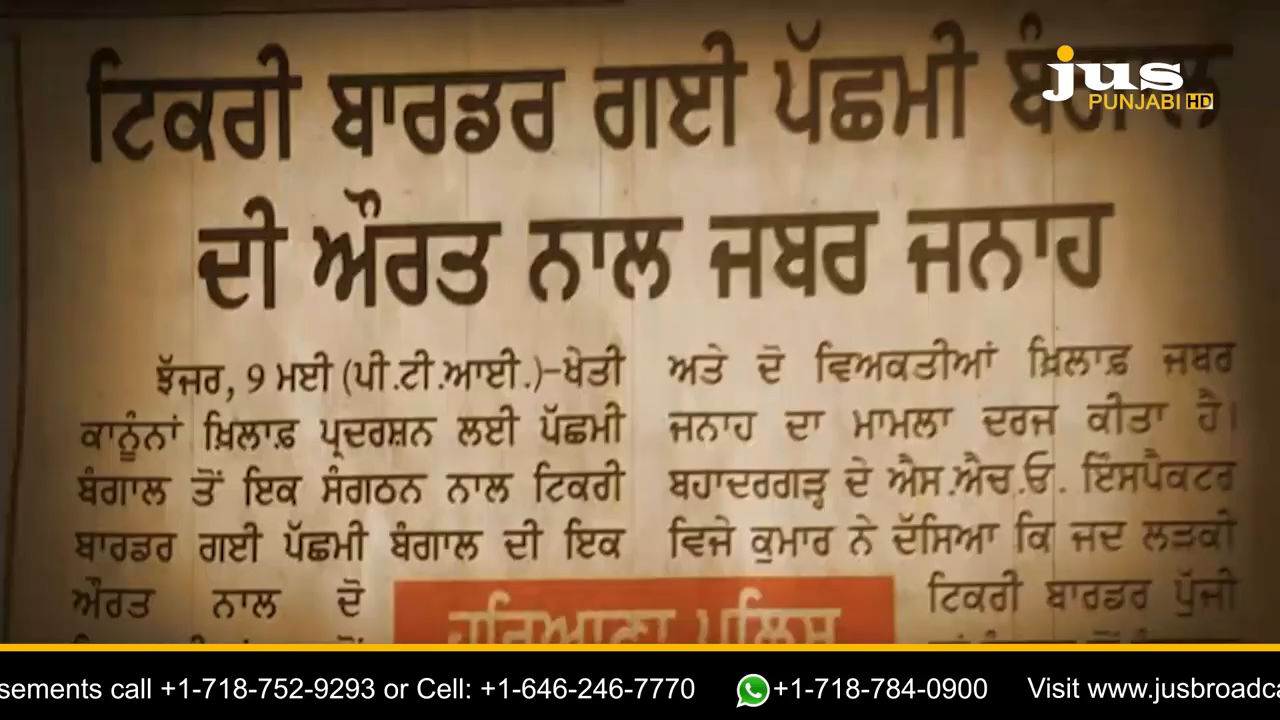 jus
PUNJABI HD
ਟਿਕਰੀ ਬਾਰਡਰ ਗਈ ਪੱਛਮੀ ਬੰਗਾਲ
ਦੀ ਔਰਤ ਨਾਲ ਜਬਰ ਜਨਾਹ
ਝੱਜਰ, 9 ਮਈ (ਪੀ.ਟੀ.ਆਈ.)-ਖੇਤੀ
ਕਾਨੂੰਨਾਂ ਖ਼ਿਲਾਫ਼ ਪ੍ਰਦਰਸ਼ਨ ਲਈ ਪੱਛਮੀ
ਬੰਗਾਲ ਤੋਂ ਇਕ ਸੰਗਠਨ ਨਾਲ ਟਿਕਰੀ
ਬਾਰਡਰ ਗਈ ਪੱਛਮੀ ਬੰਗਾਲ ਦੀ ਇਕ
ਔਰਤ ਨਾਲ ਦੋ
ਅਤੇ ਦੋ ਵਿਅਕਤੀਆਂ ਖ਼ਿਲਾਫ਼ ਜਬਰ
ਜਨਾਹ ਦਾ ਮਾਮਲਾ ਦਰਜ ਕੀਤਾ ਹੈ।
ਬਹਾਦਰਗੜ੍ਹ ਦੇ ਐਸ.ਐਚ.ਓ. ਇੰਸਪੈਕਟਰ
ਵਿਜੇ ਕੁਮਾਰ ਨੇ ਦੱਸਿਆ ਕਿ ਜਦ ਲੜਕੀ
ਟਿਕਰੀ ਬਾਰਡਰ ਪੁੱਜੀ
ਹਰਿਆਣਾ ਪੁਲਿਸ
sements call +1-718-752-9293 or Cell: +1-646-246-7770 +1-718-784-0900 Visit www.jusbroadca